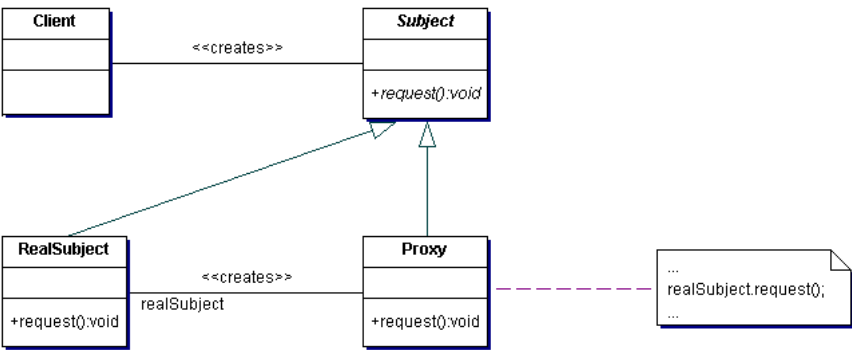 Client
Subject
<<creates>>
+request():void
RealSubject
Proxy
<<creates>>
realSubject
+request():void
+request():void
...
realSubject.request();
...